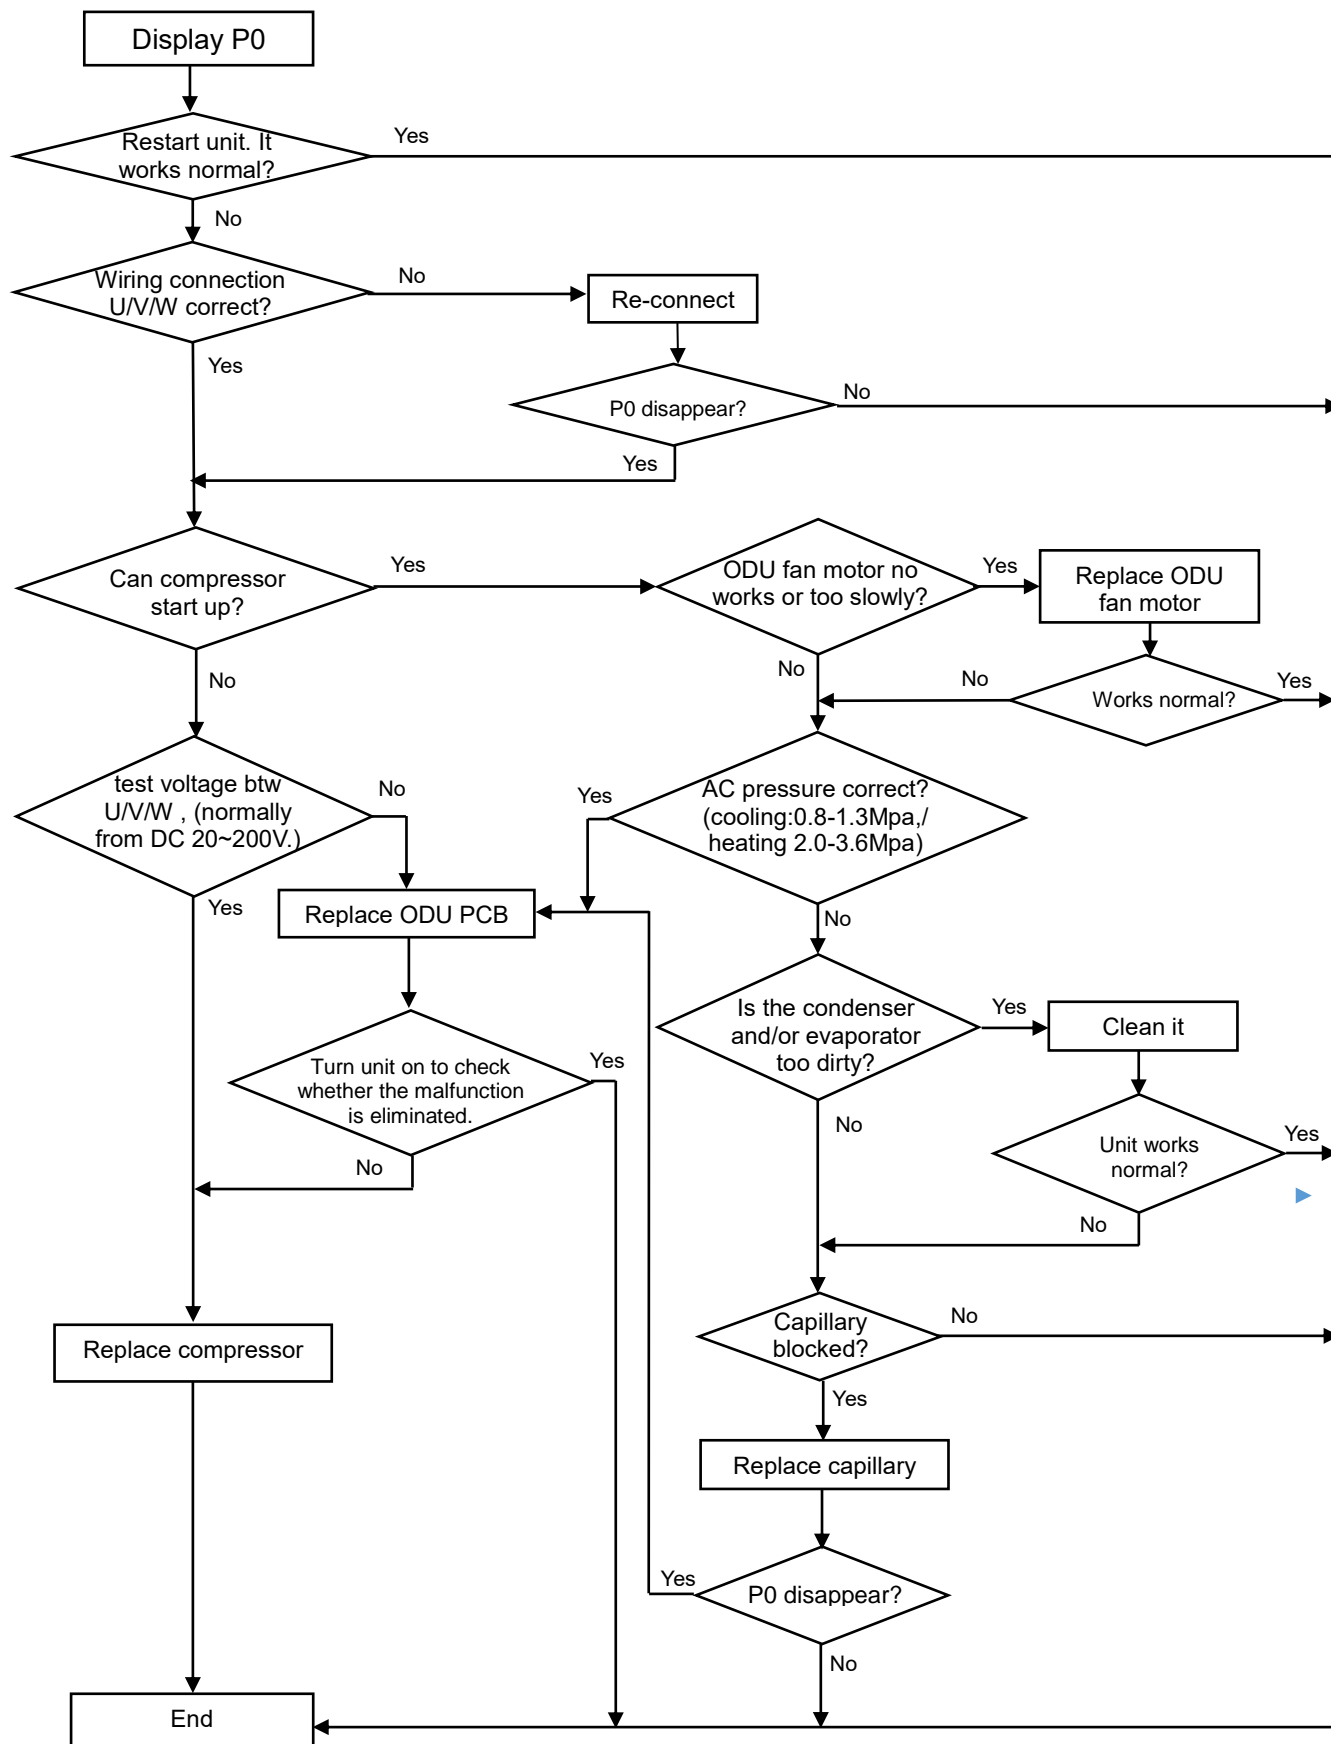 Display P0
Restart unit. It
works normal?
Yes
No
Wiring connection
U/V/W correct?
No
Re-connect
Yes
P0 disappear?
No
Yes
Can compressor
start up?
Yes
ODU fan motor no
works or too slowly?
Yes
Replace ODU
fan motor
No
No
No
Works normal?
Yes
test voltage btw
U/V/W , (normally
from DC 20~200V.)
No
Yes
AC pressure correct?
(cooling:0.8-1.3Mpa,/
heating 2.0-3.6Mpa)
Yes
Replace ODU PCB
No
Is the condenser
and/or evaporator
too dirty?
Yes
Clean it
Turn unit on to check
whether the malfunction
is eliminated.
Yes
No
No
Unit works
normal?
Yes
No
Replace compressor
Capillary
blocked?
No
Yes
Replace capillary
Yes
P0 disappear?
No
End